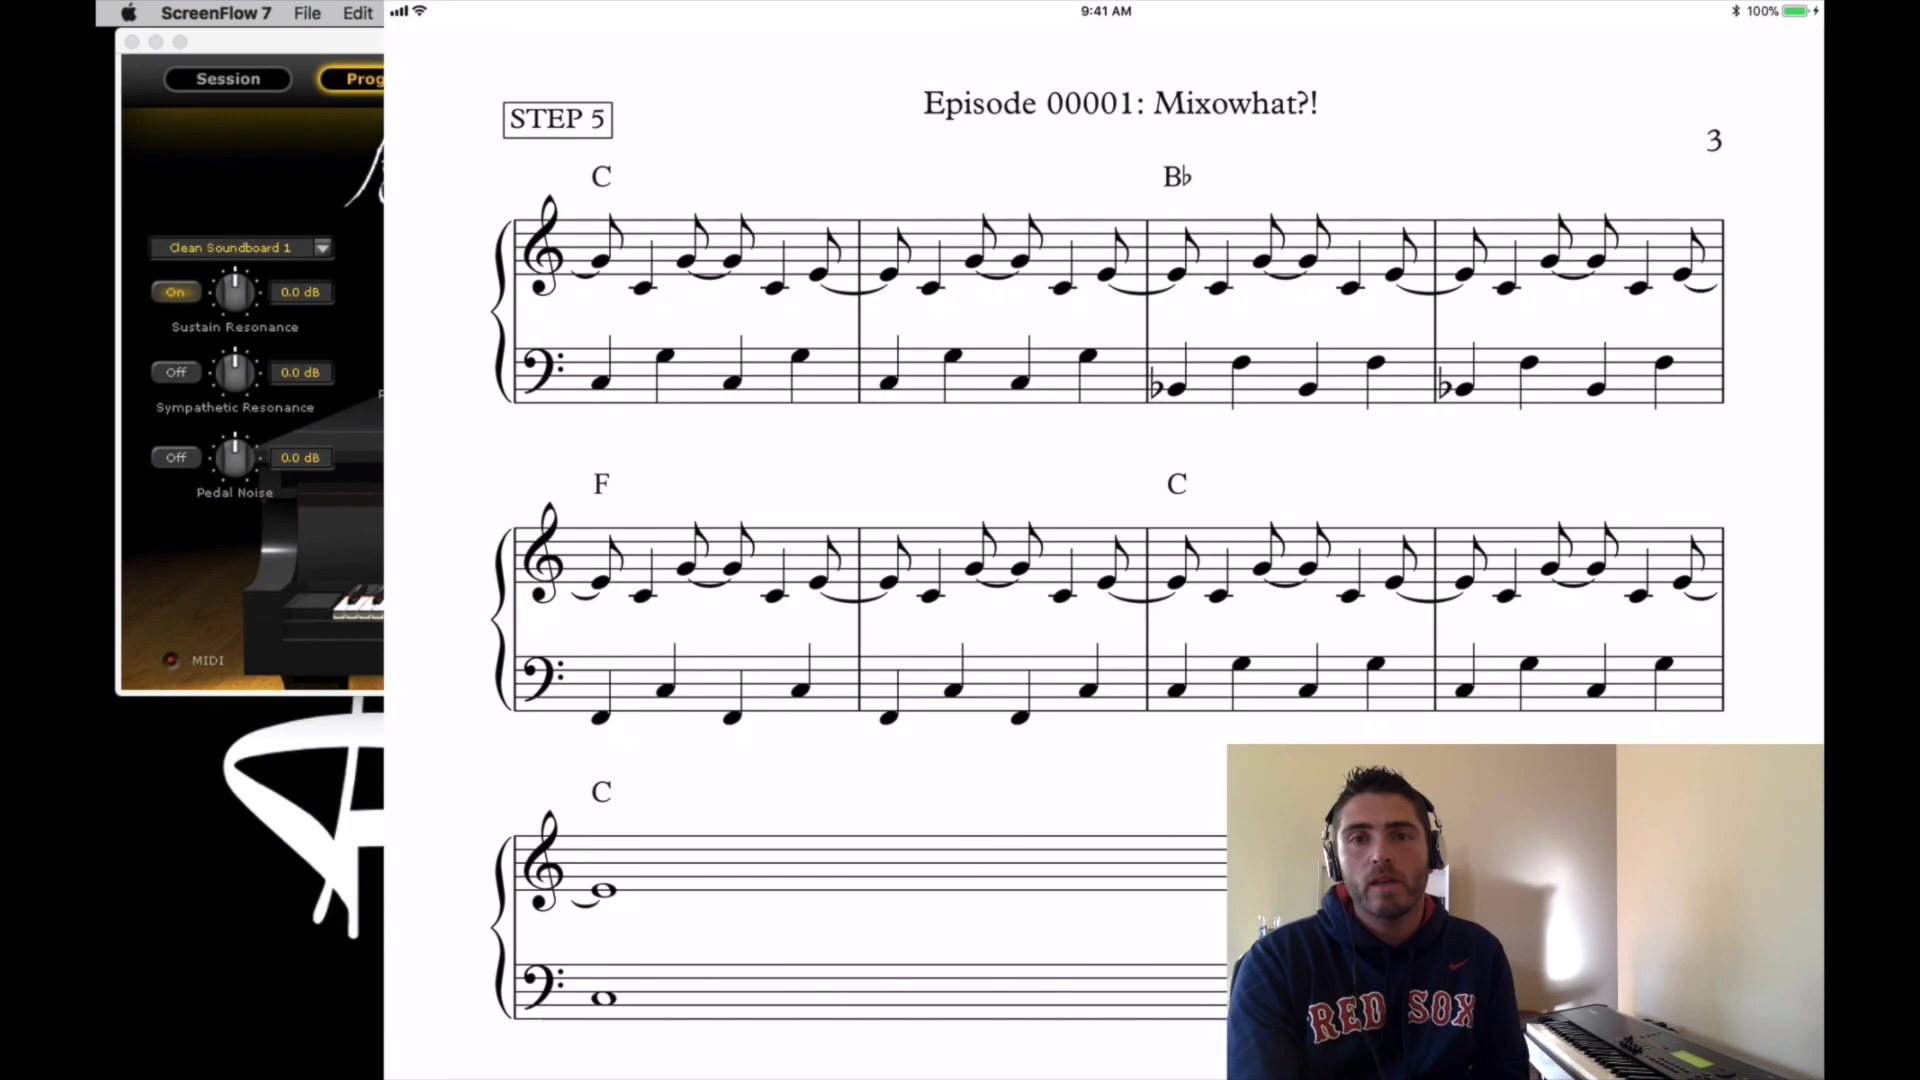 ScreenFlow 7 File Edit
9:41 AM
100%
Session
Prog
STEP 5
Episode 00001: Mixowhat?!
3
C
B♭
Clean Soundboard 1
On
0.0 dB
Sustain Resonance
Off
0.0 dB
Sympathetic Resonance
Off
0.0 dB
Pedal Noise
F
C
MIDI
C
RED SOX